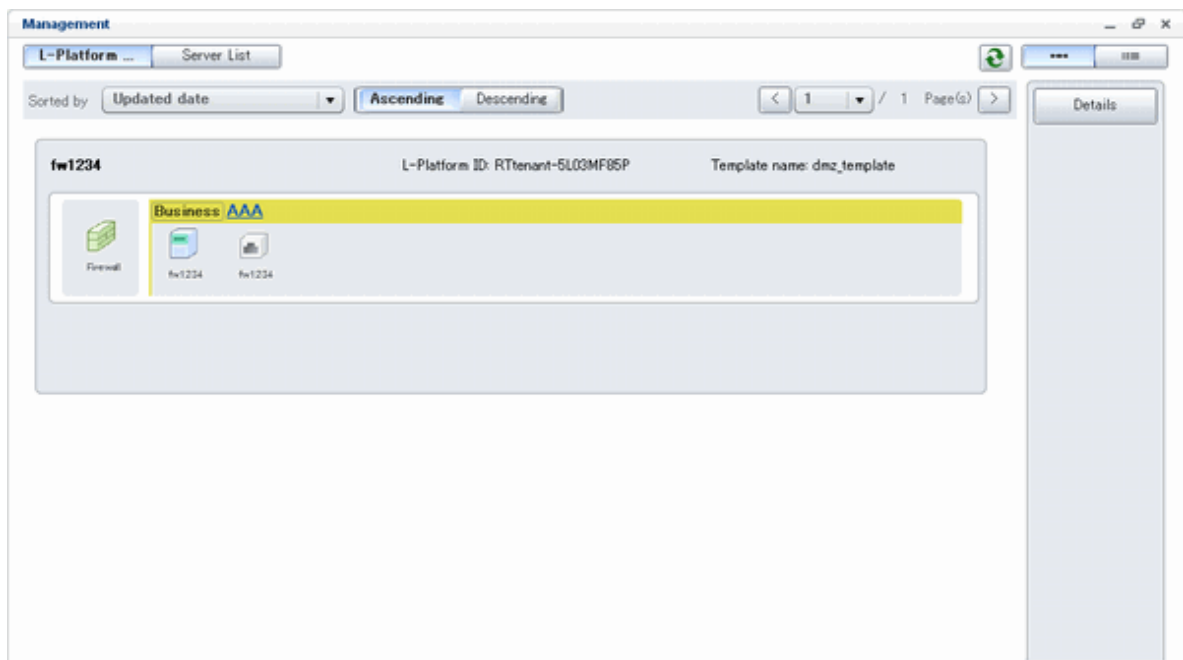 Management
L-Platform ... Server List
Sorted by Updated date Ascending Descending < 1 / 1 Page(s) > Details
fw1234 L-Platform ID: RTtenant-5L03MF85P Template name: dmz_template
Business AAA
Firewall fw1234 fw1234